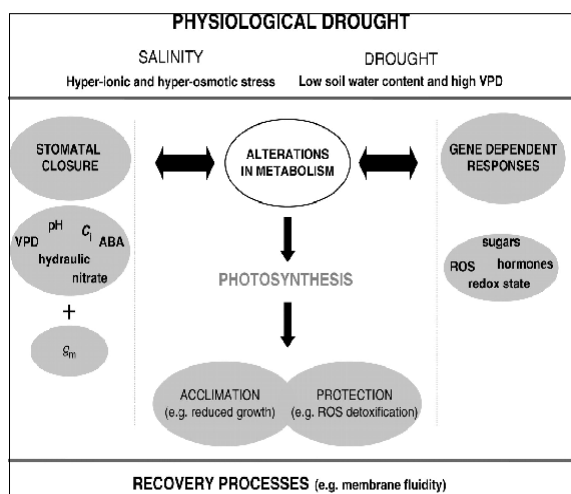 PHYSIOLOGICAL DROUGHT
SALINITY
Hyper-ionic and hyper-osmotic stress
DROUGHT
Low soil water content and high VPD
STOMATAL
CLOSURE
ALTERATIONS
IN METABOLISM
GENE DEPENDENT
RESPONSES
pH
Ci
VPD
ABA
hydraulic
nitrate
+
gm
sugars
ROS
hormones
redox state
PHOTOSYNTHESIS
ACCLIMATION
(e.g. reduced growth)
PROTECTION
(e.g. ROS detoxification)
RECOVERY PROCESSES (e.g. membrane fluidity)